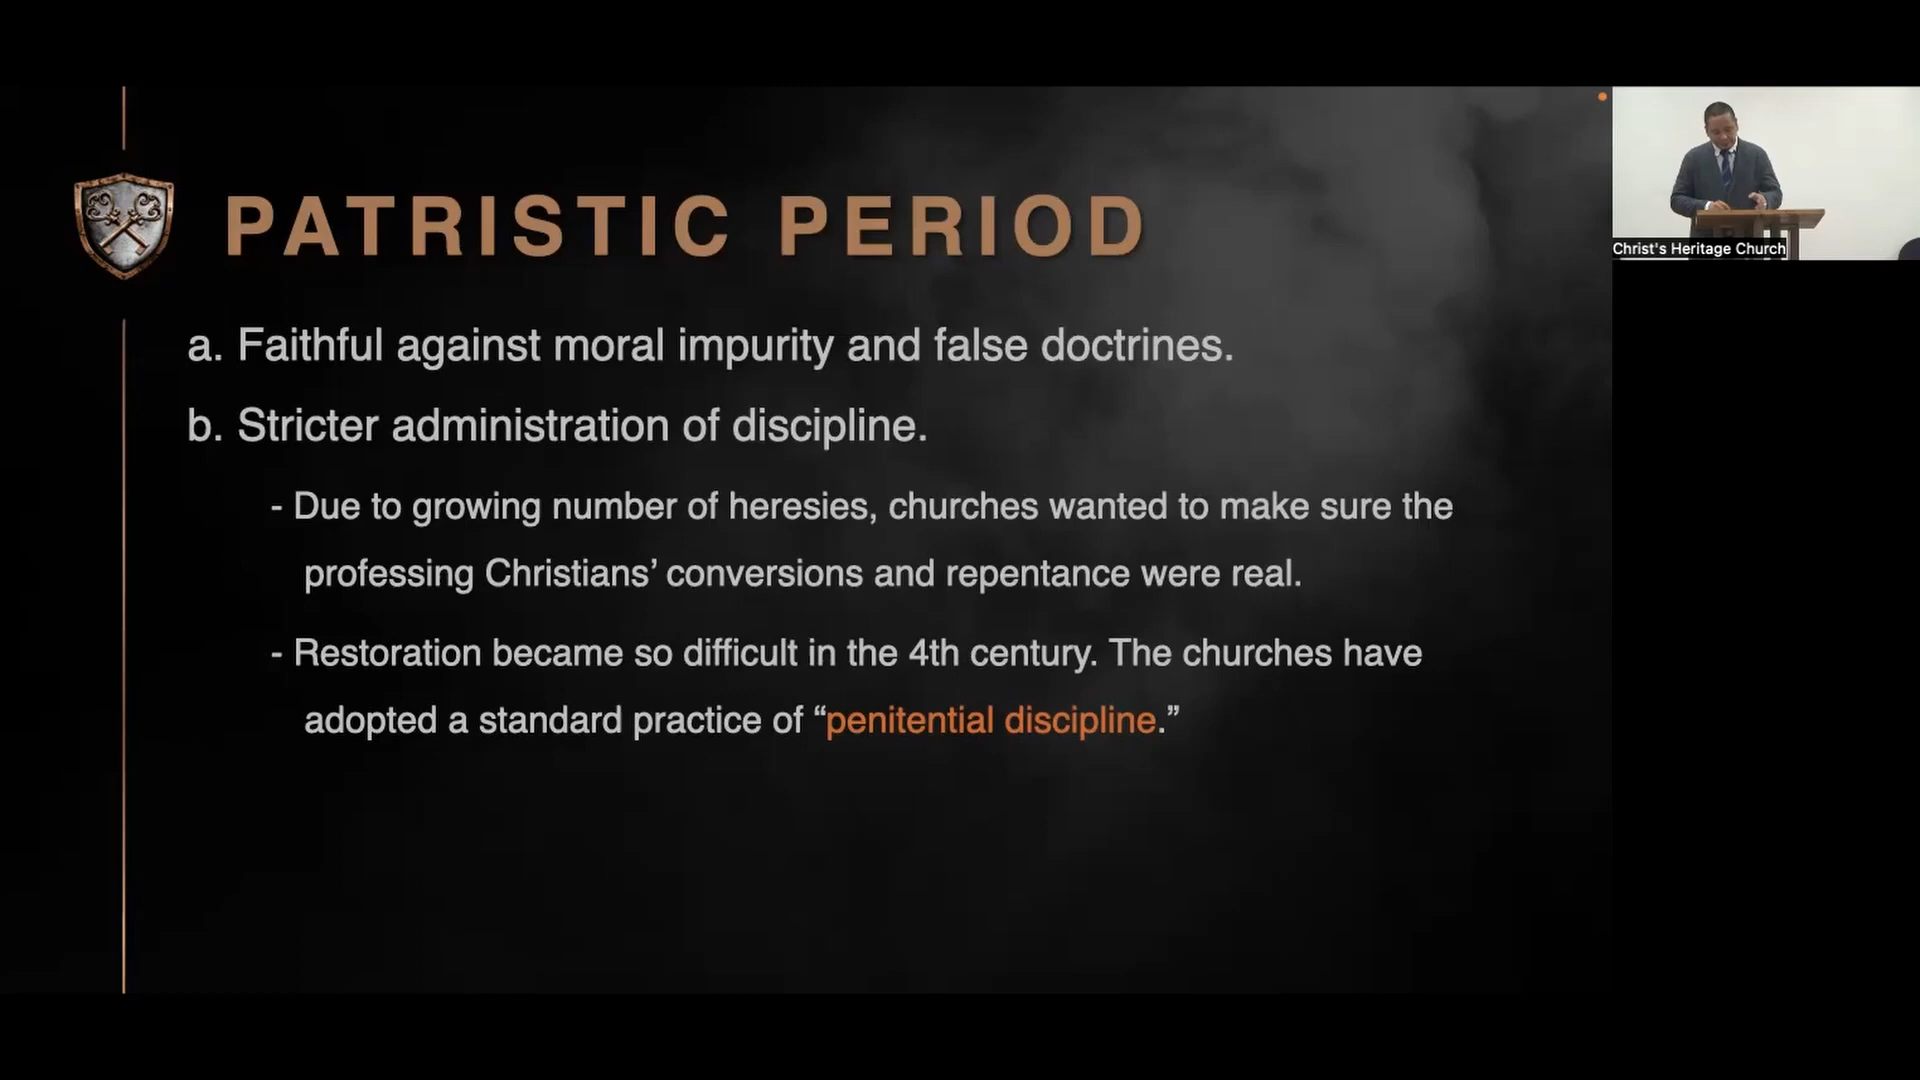 PATRISTIC PERIOD
a. Faithful against moral impurity and false doctrines.
b. Stricter administration of discipline.
- Due to growing number of heresies, churches wanted to make sure the
professing Christians’ conversions and repentance were real.
- Restoration became so difficult in the 4th century. The churches have
adopted a standard practice of “penitential discipline.”
Christ's Heritage Church